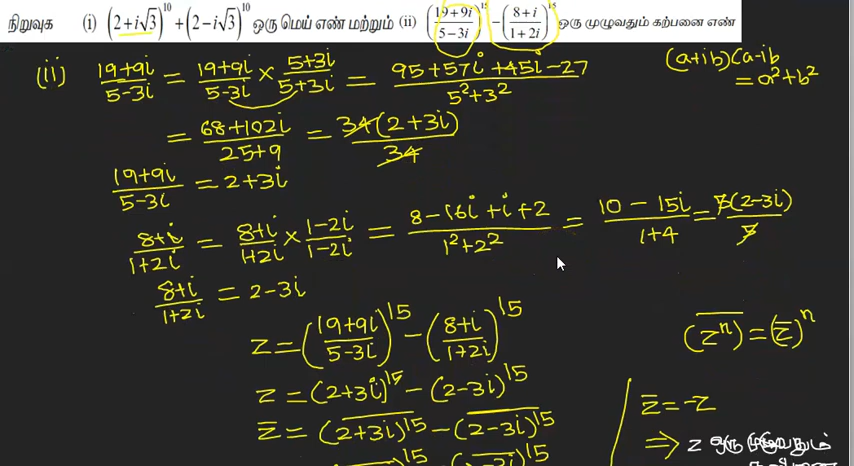 நிறுவுக (i) (2+i√3)^10 + (2−i√3)^10 ஒரு மெய் எண் மற்றும் (ii) ((19+9i)/(5−3i))^15 − ((8+i)/(1+2i))^15 ஒரு முழுவதும் கற்பனை எண்
(ii) (19+9i)/(5−3i) = (19+9i)/(5−3i) × (5+3i)/(5+3i) = (95+57i+45i−27)/(5²+3²)
(a+ib)(a−ib
= a²+b²
= (68+102i)/(25+9) = 34(2+3i)/34
(19+9i)/(5−3i) = 2+3i
(8+i)/(1+2i) = (8+i)/(1+2i) × (1−2i)/(1−2i) = (8−16i+i+2)/(1²+2²) = (10−15i)/(1+4) = 5(2−3i)/5
(8+i)/(1+2i) = 2−3i
z = ((19+9i)/(5−3i))^15 − ((8+i)/(1+2i))^15
(z̅ⁿ) = (z̅)ⁿ
z = (2+3i)^15 − (2−3i)^15
z̅ = \overline{(2+3i)^15} − \overline{(2−3i)^15}
z̅ = −z
⇒ z ஒரு முழுவதும்